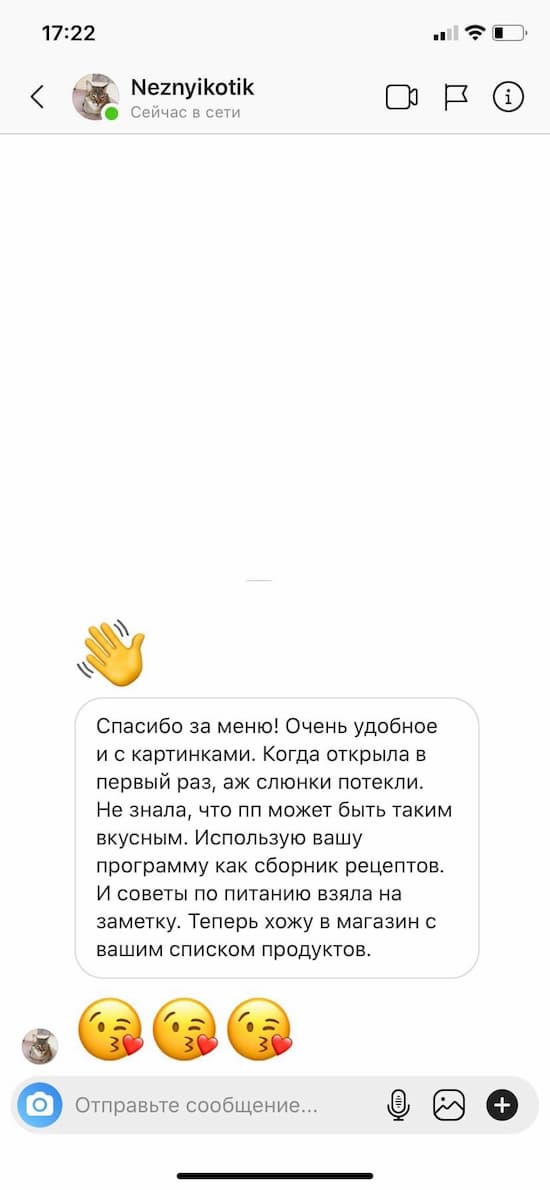 17:22
Neznyikotik
Сейчас в сети
Спасибо за меню! Очень удобное
и с картинками. Когда открыла в
первый раз, аж слюнки потекли.
Не знала, что пп может быть таким
вкусным. Использую вашу
программу как сборник рецептов.
И советы по питанию взяла на
заметку. Теперь хожу в магазин с
вашим списком продуктов.
Отправьте сообщение...